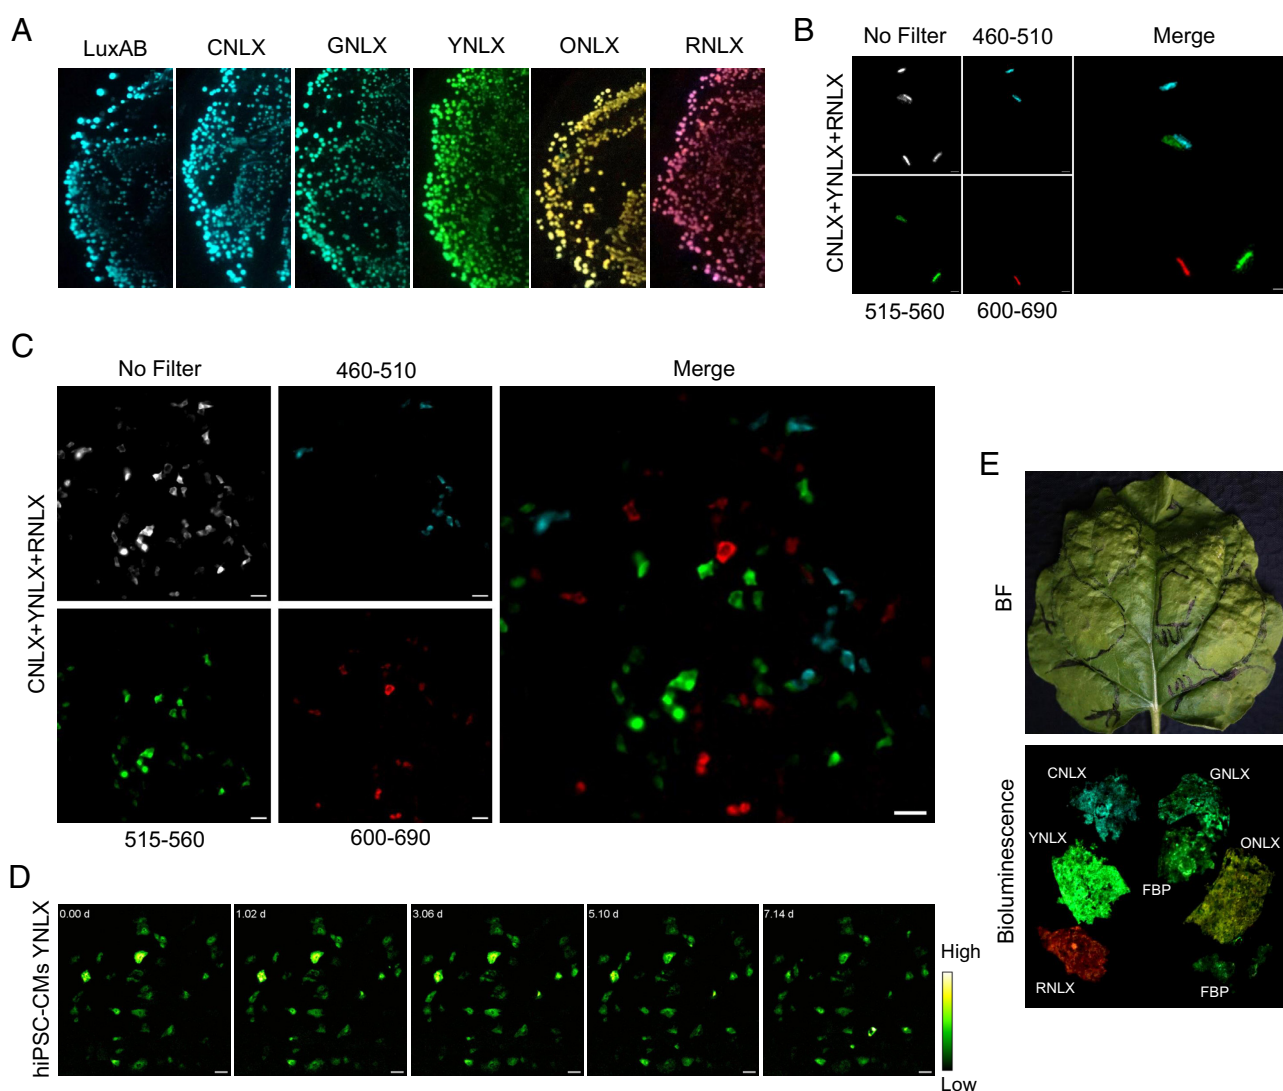 A
LuxAB CNLX GNLX YNLX ONLX RNLX
B
No Filter 460-510 Merge
CNLX+YNLX+RNLX
515-560 600-690
C
No Filter 460-510 Merge
CNLX+YNLX+RNLX
515-560 600-690
D
hiPSC-CMs YNLX
0.00 d 1.02 d 3.06 d 5.10 d 7.14 d
High
Low
E
BF
Bioluminescence
CNLX GNLX
YNLX ONLX
FBP
RNLX FBP